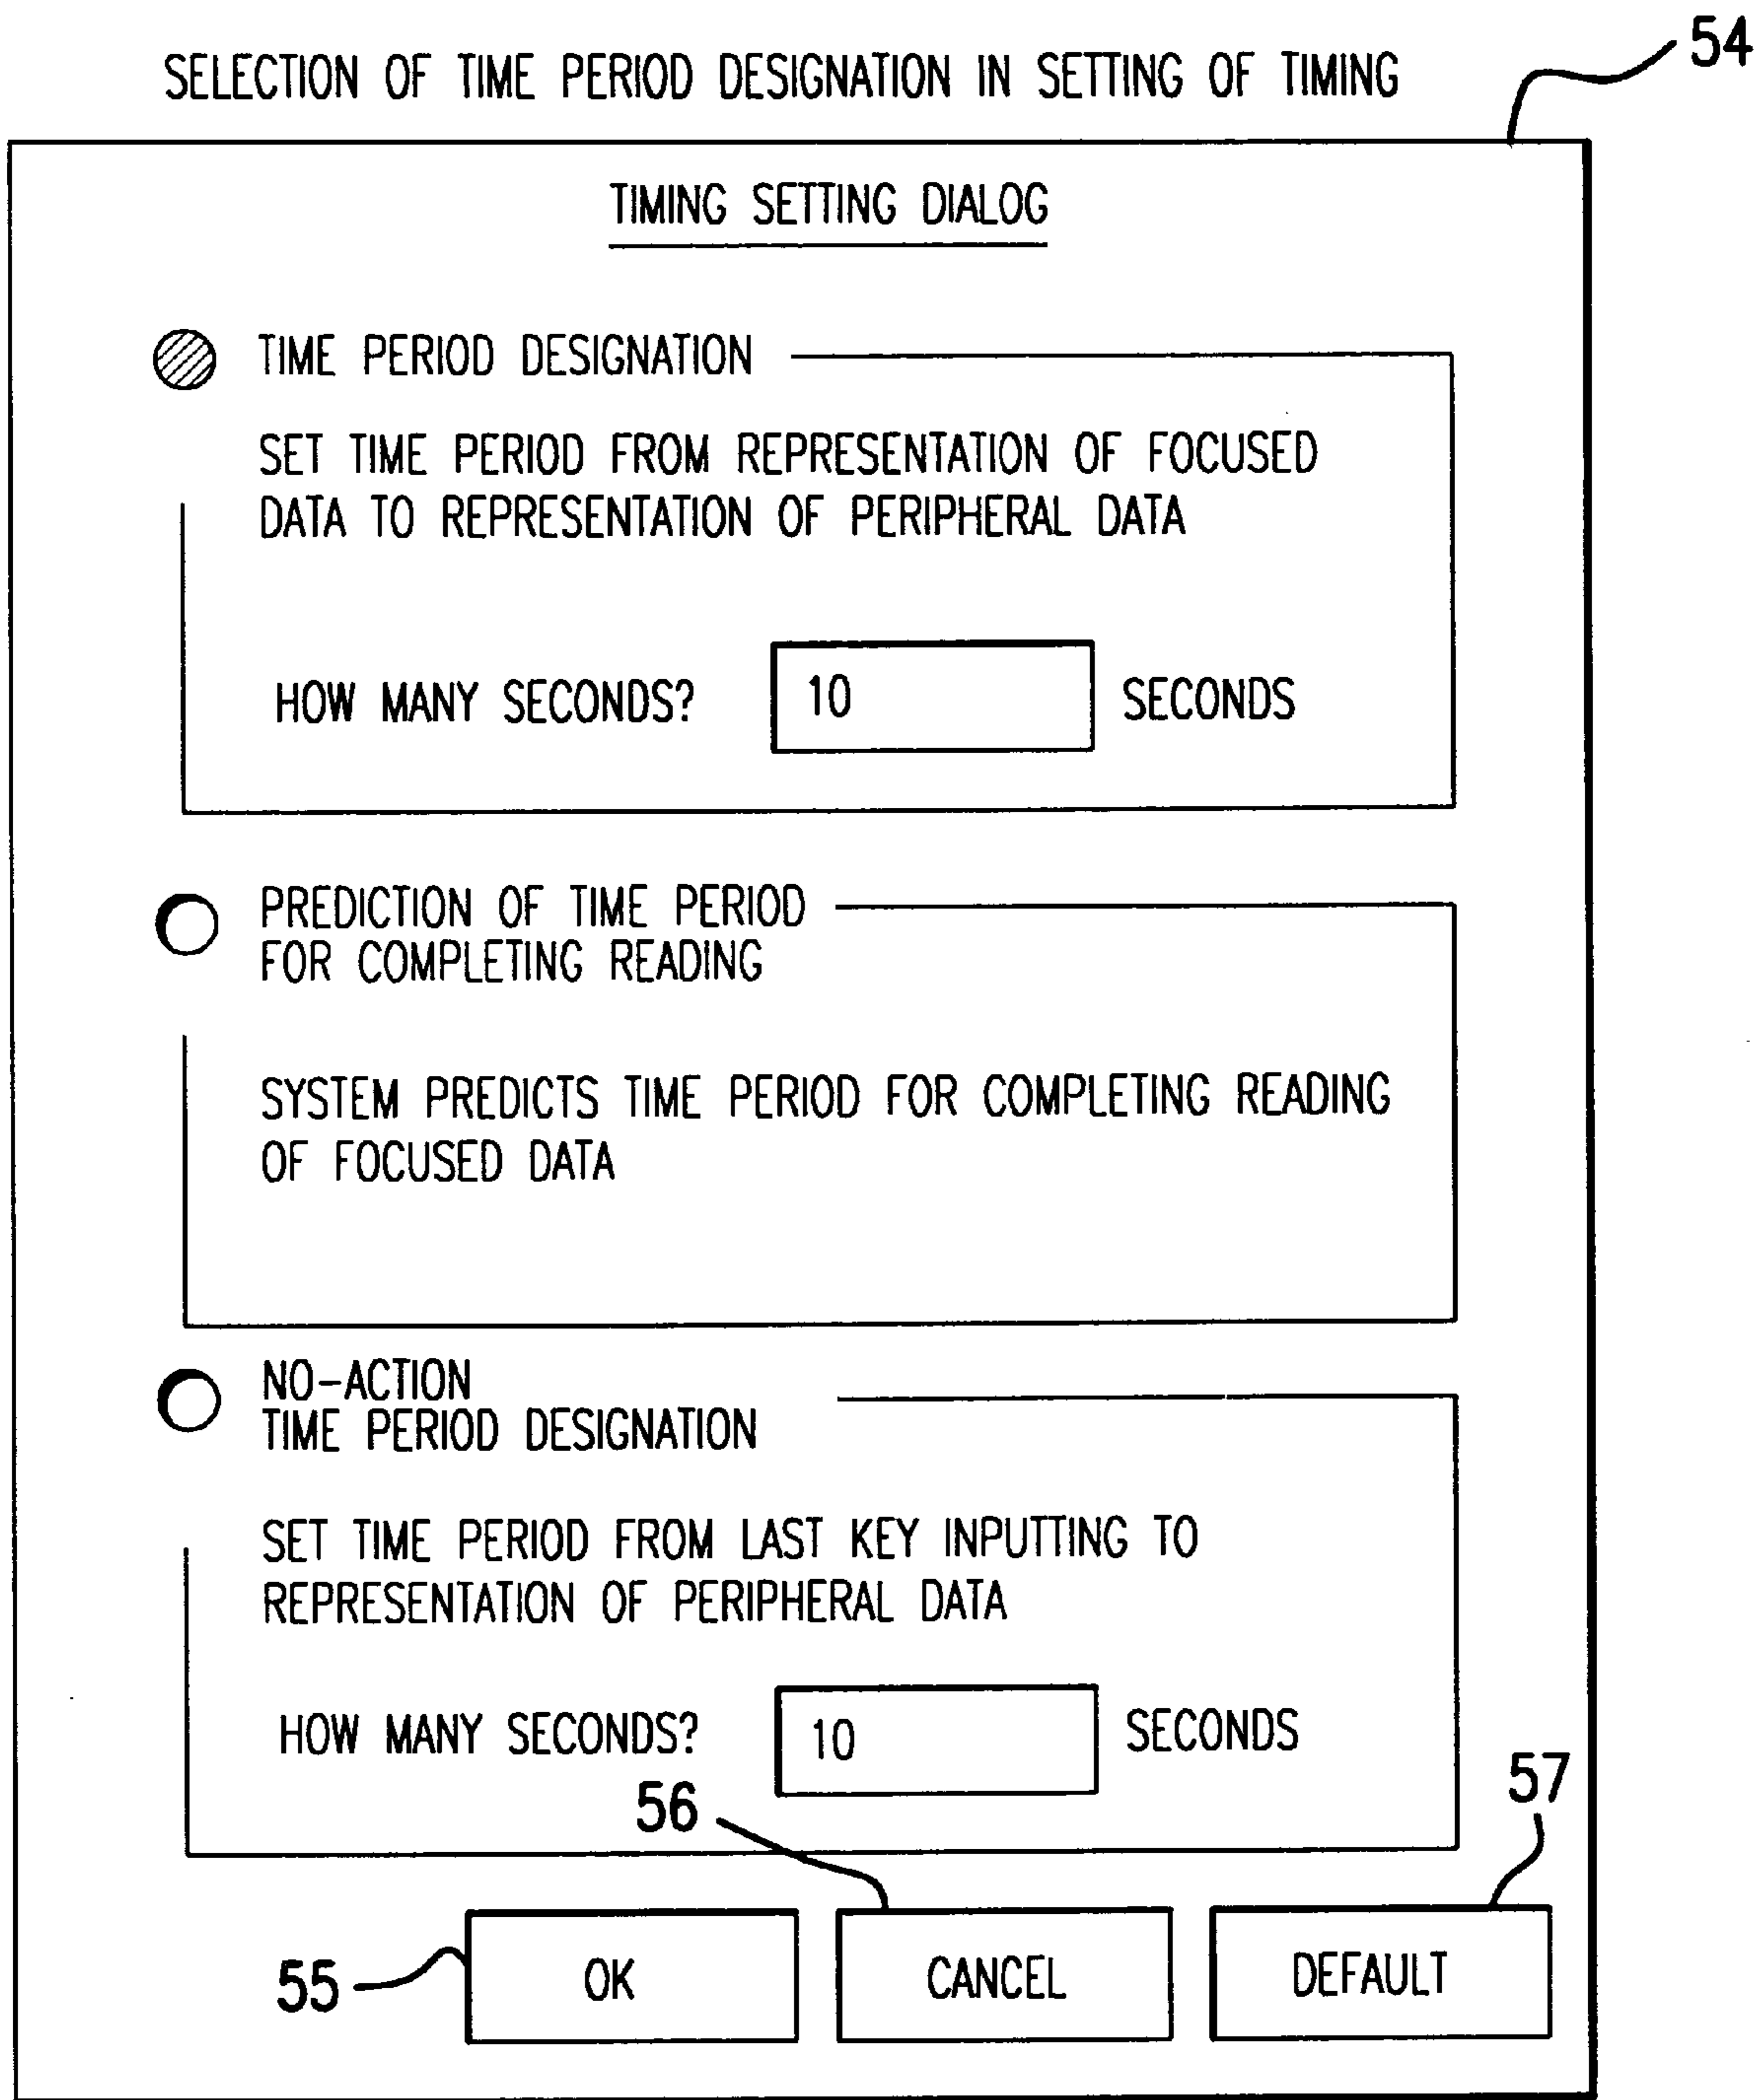 54
SELECTION OF TIME PERIOD DESIGNATION IN SETTING OF TIMING
TIMING SETTING DIALOG
TIME PERIOD DESIGNATION
SET TIME PERIOD FROM REPRESENTATION OF FOCUSED
DATA TO REPRESENTATION OF PERIPHERAL DATA
HOW MANY SECONDS? 10 SECONDS
PREDICTION OF TIME PERIOD
FOR COMPLETING READING
SYSTEM PREDICTS TIME PERIOD FOR COMPLETING READING
OF FOCUSED DATA
NO-ACTION
TIME PERIOD DESIGNATION
SET TIME PERIOD FROM LAST KEY INPUTTING TO
REPRESENTATION OF PERIPHERAL DATA
HOW MANY SECONDS? 10 SECONDS
56
57
55 OK CANCEL DEFAULT